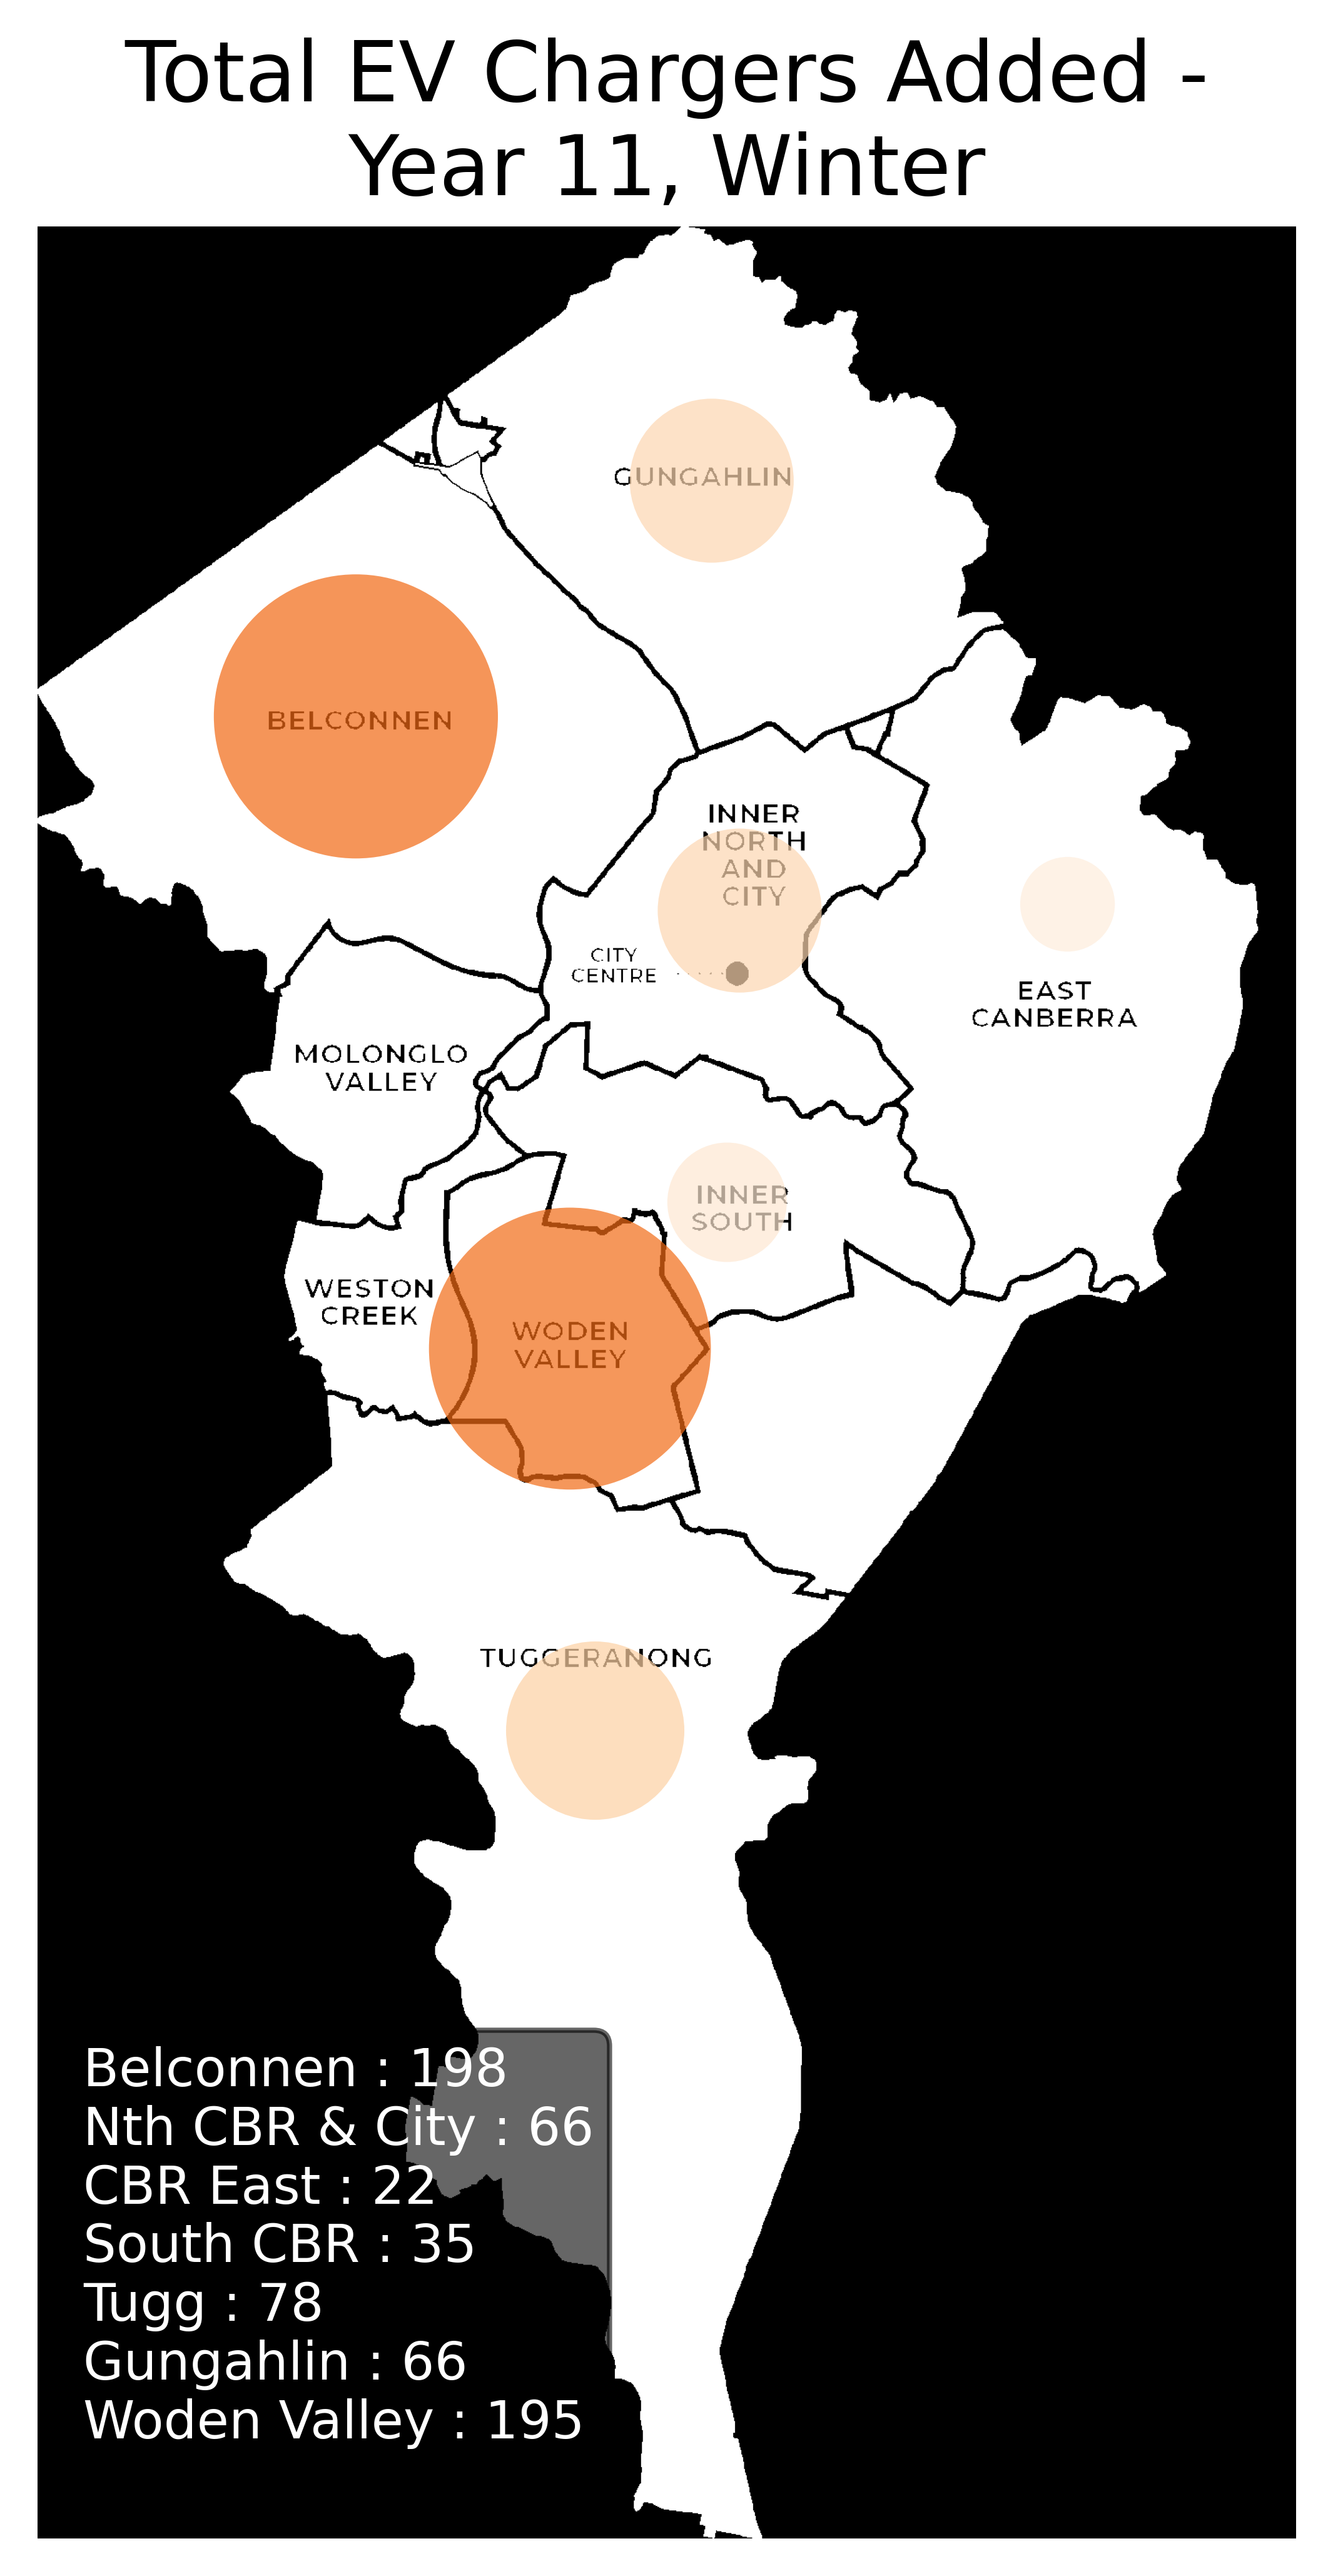 Total EV Chargers Added -
Year 11, Winter
GUNGAHLIN
BELCONNEN
INNER
NORTH
AND
CITY
CITY
CENTRE
EAST
CANBERRA
MOLONGLO
VALLEY
INNER
SOUTH
WESTON
CREEK
WODEN
VALLEY
TUGGERANONG
Belconnen : 198
Nth CBR & City : 66
CBR East : 22
South CBR : 35
Tugg : 78
Gungahlin : 66
Woden Valley : 195